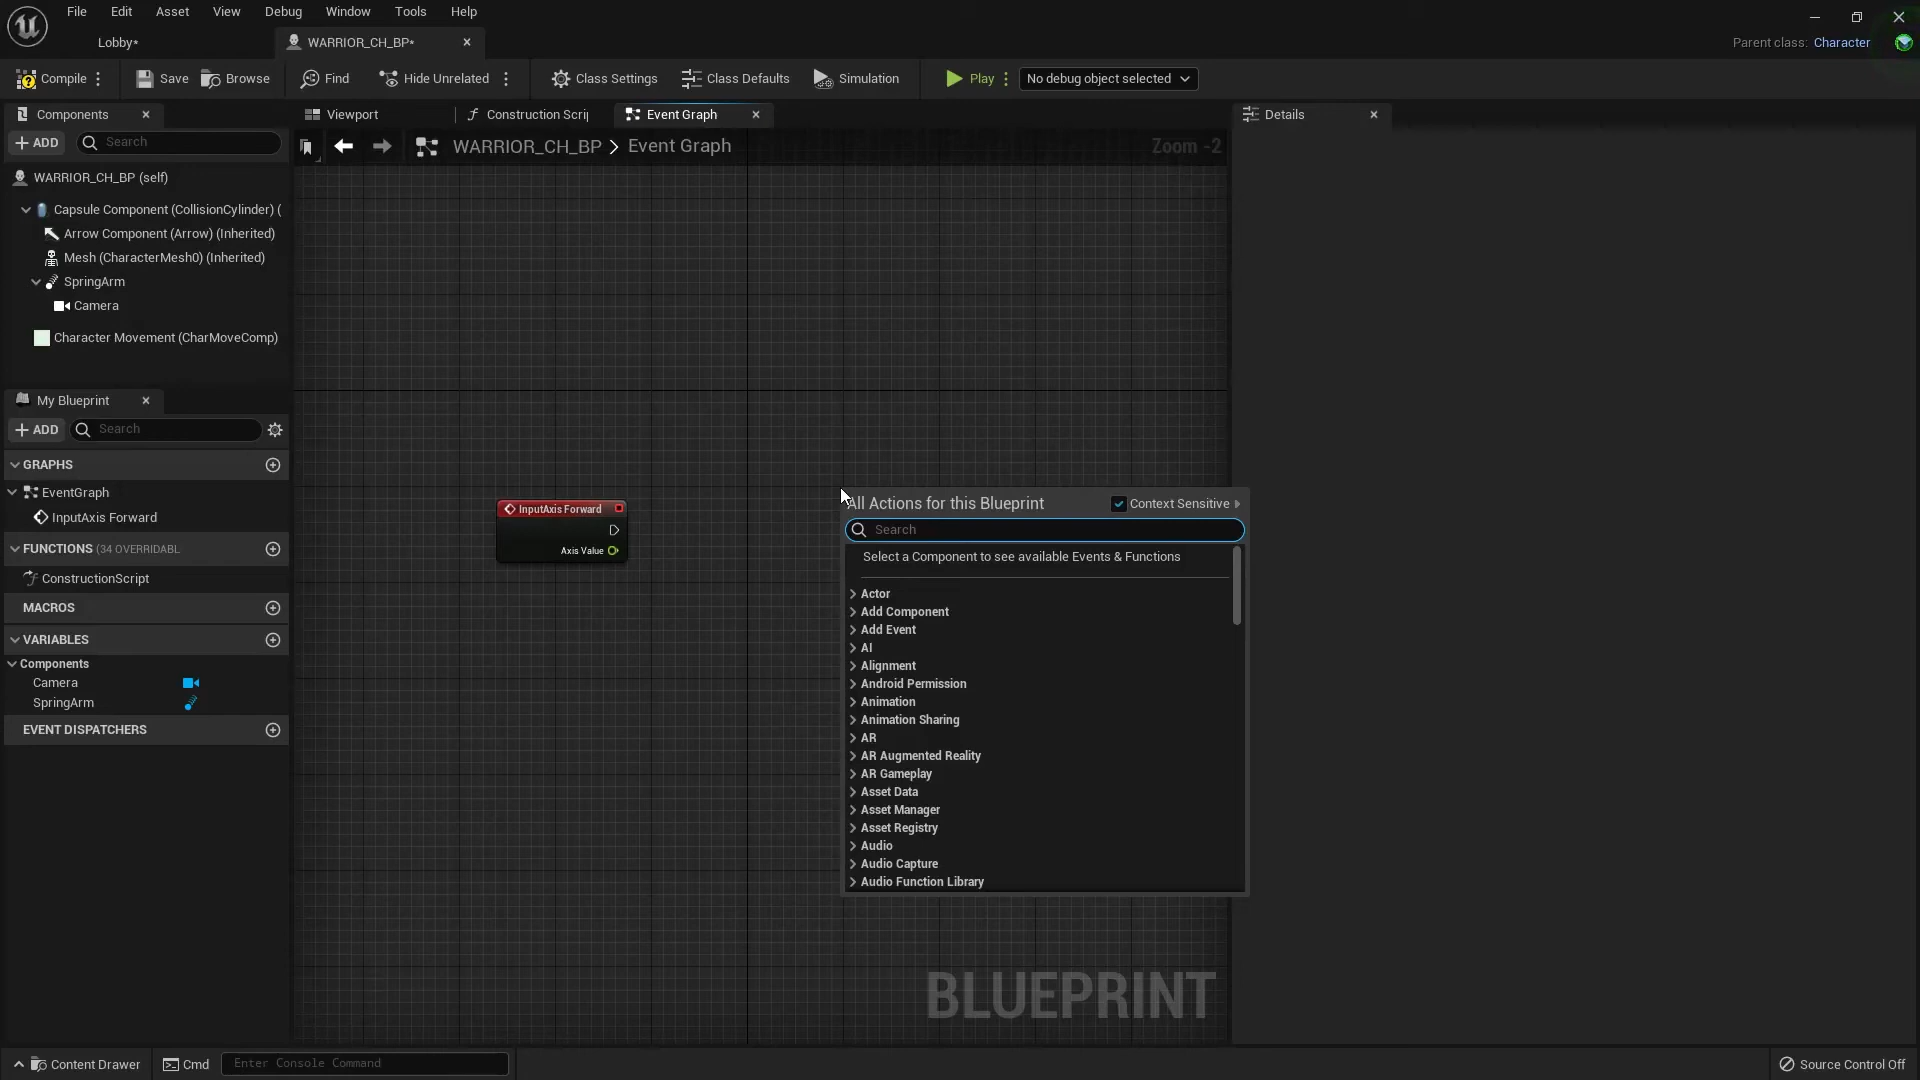 File Edit Asset View Debug Window Tools Help
Lobby*
WARRIOR_CH_BP*
Parent class: Character
Compile
Save
Browse
Find
Hide Unrelated
Class Settings
Class Defaults
Simulation
Play
No debug object selected
Components
ADD
Search
WARRIOR_CH_BP (self)
Capsule Component (CollisionCylinder) (
Arrow Component (Arrow) (Inherited)
Mesh (CharacterMesh0) (Inherited)
SpringArm
Camera
Character Movement (CharMoveComp)
My Blueprint
ADD
Search
GRAPHS
EventGraph
InputAxis Forward
FUNCTIONS (34 OVERRIDABL
ConstructionScript
MACROS
VARIABLES
Components
Camera
SpringArm
EVENT DISPATCHERS
Viewport
Construction Scrip
Event Graph
WARRIOR_CH_BP > Event Graph
Zoom -2
InputAxis Forward
Axis Value
All Actions for this Blueprint
Context Sensitive
Search
Select a Component to see available Events & Functions
Actor
Add Component
Add Event
AI
Alignment
Android Permission
Animation
Animation Sharing
AR
AR Augmented Reality
AR Gameplay
Asset Data
Asset Manager
Asset Registry
Audio
Audio Capture
Audio Function Library
BLUEPRINT
Details
Content Drawer
Cmd
Enter Console Command
Source Control Off